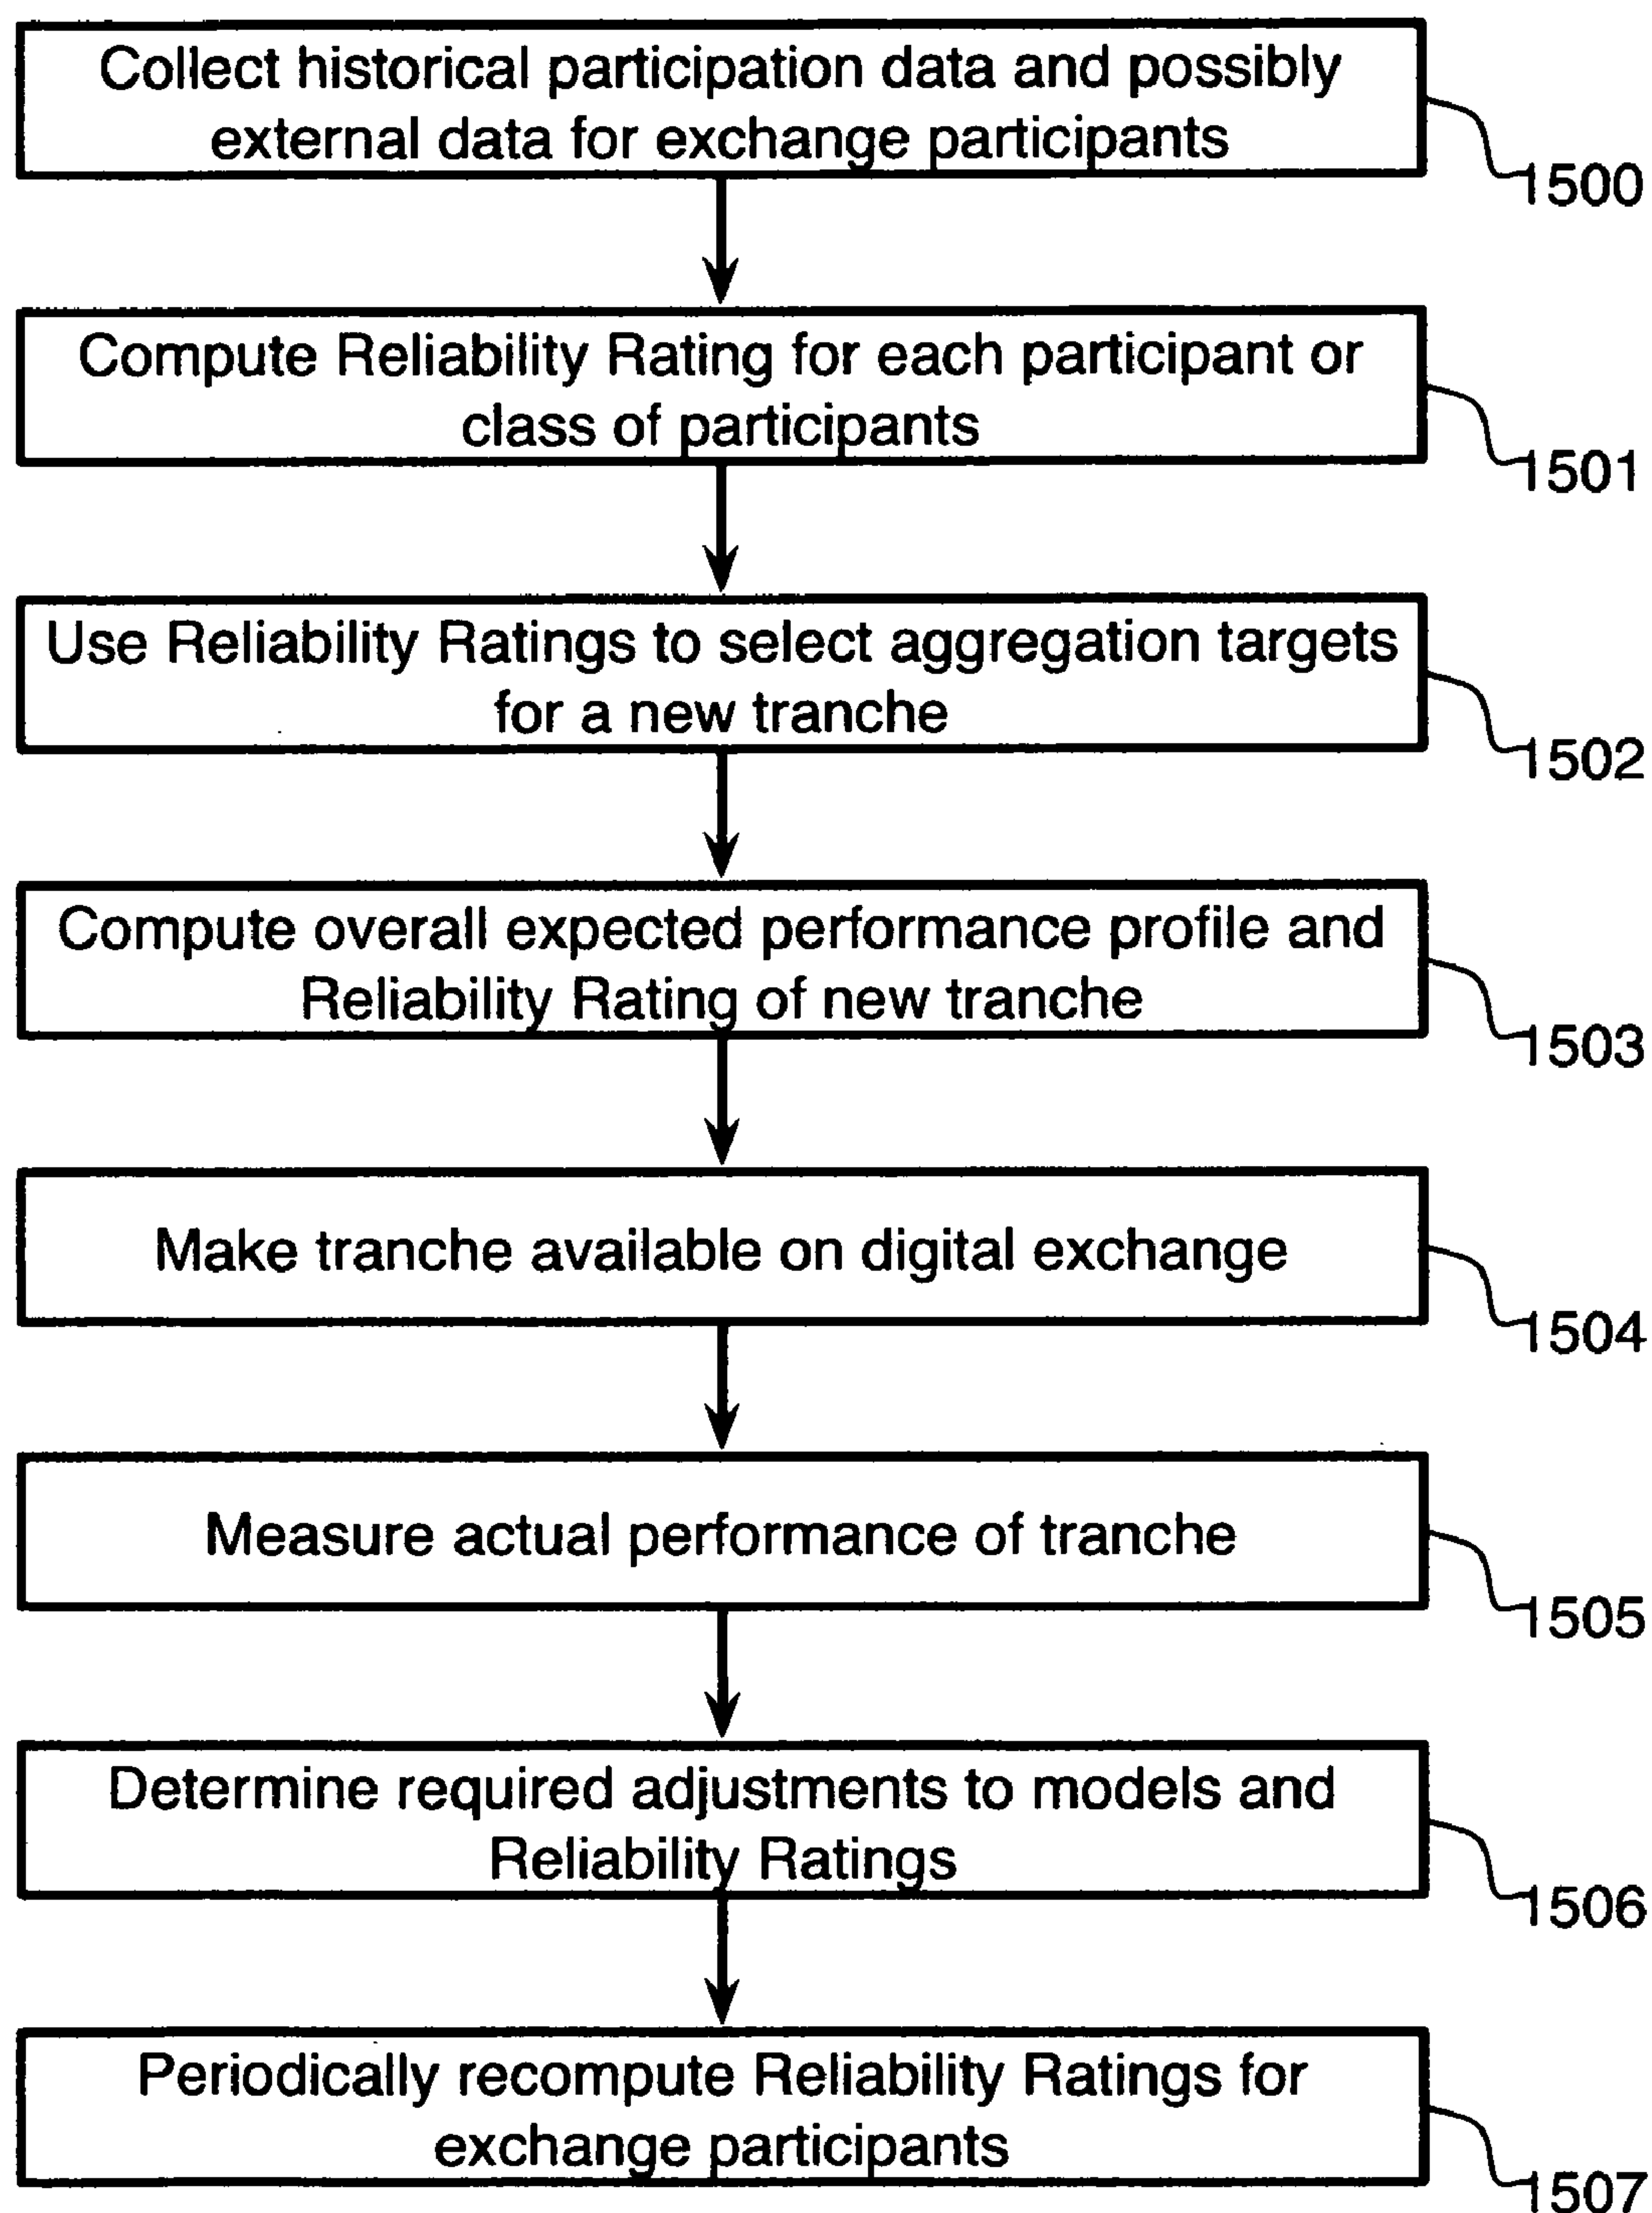 Collect historical participation data and possibly
external data for exchange participants
1500
Compute Reliability Rating for each participant or
class of participants
1501
Use Reliability Ratings to select aggregation targets
for a new tranche
1502
Compute overall expected performance profile and
Reliability Rating of new tranche
1503
Make tranche available on digital exchange
1504
Measure actual performance of tranche
1505
Determine required adjustments to models and
Reliability Ratings
1506
Periodically recompute Reliability Ratings for
exchange participants
1507